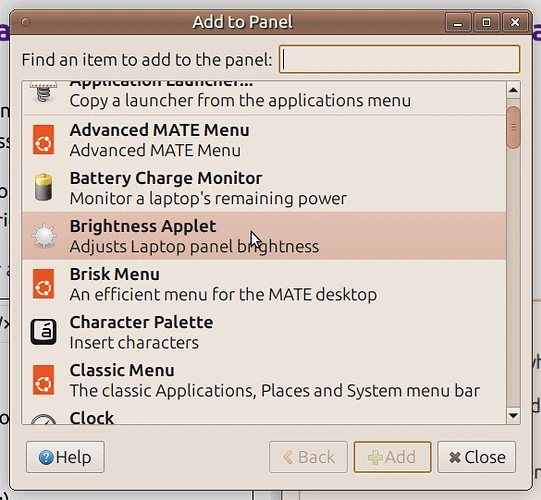 Add to Panel
Find an item to add to the panel:
Application Launcher...
Copy a launcher from the applications menu
Advanced MATE Menu
Advanced MATE Menu
Battery Charge Monitor
Monitor a laptop's remaining power
Brightness Applet
Adjusts Laptop panel brightness
Brisk Menu
An efficient menu for the MATE desktop
Character Palette
Insert characters
Classic Menu
The classic Applications, Places and System menu bar
Clock
Help
Back
Add
Close